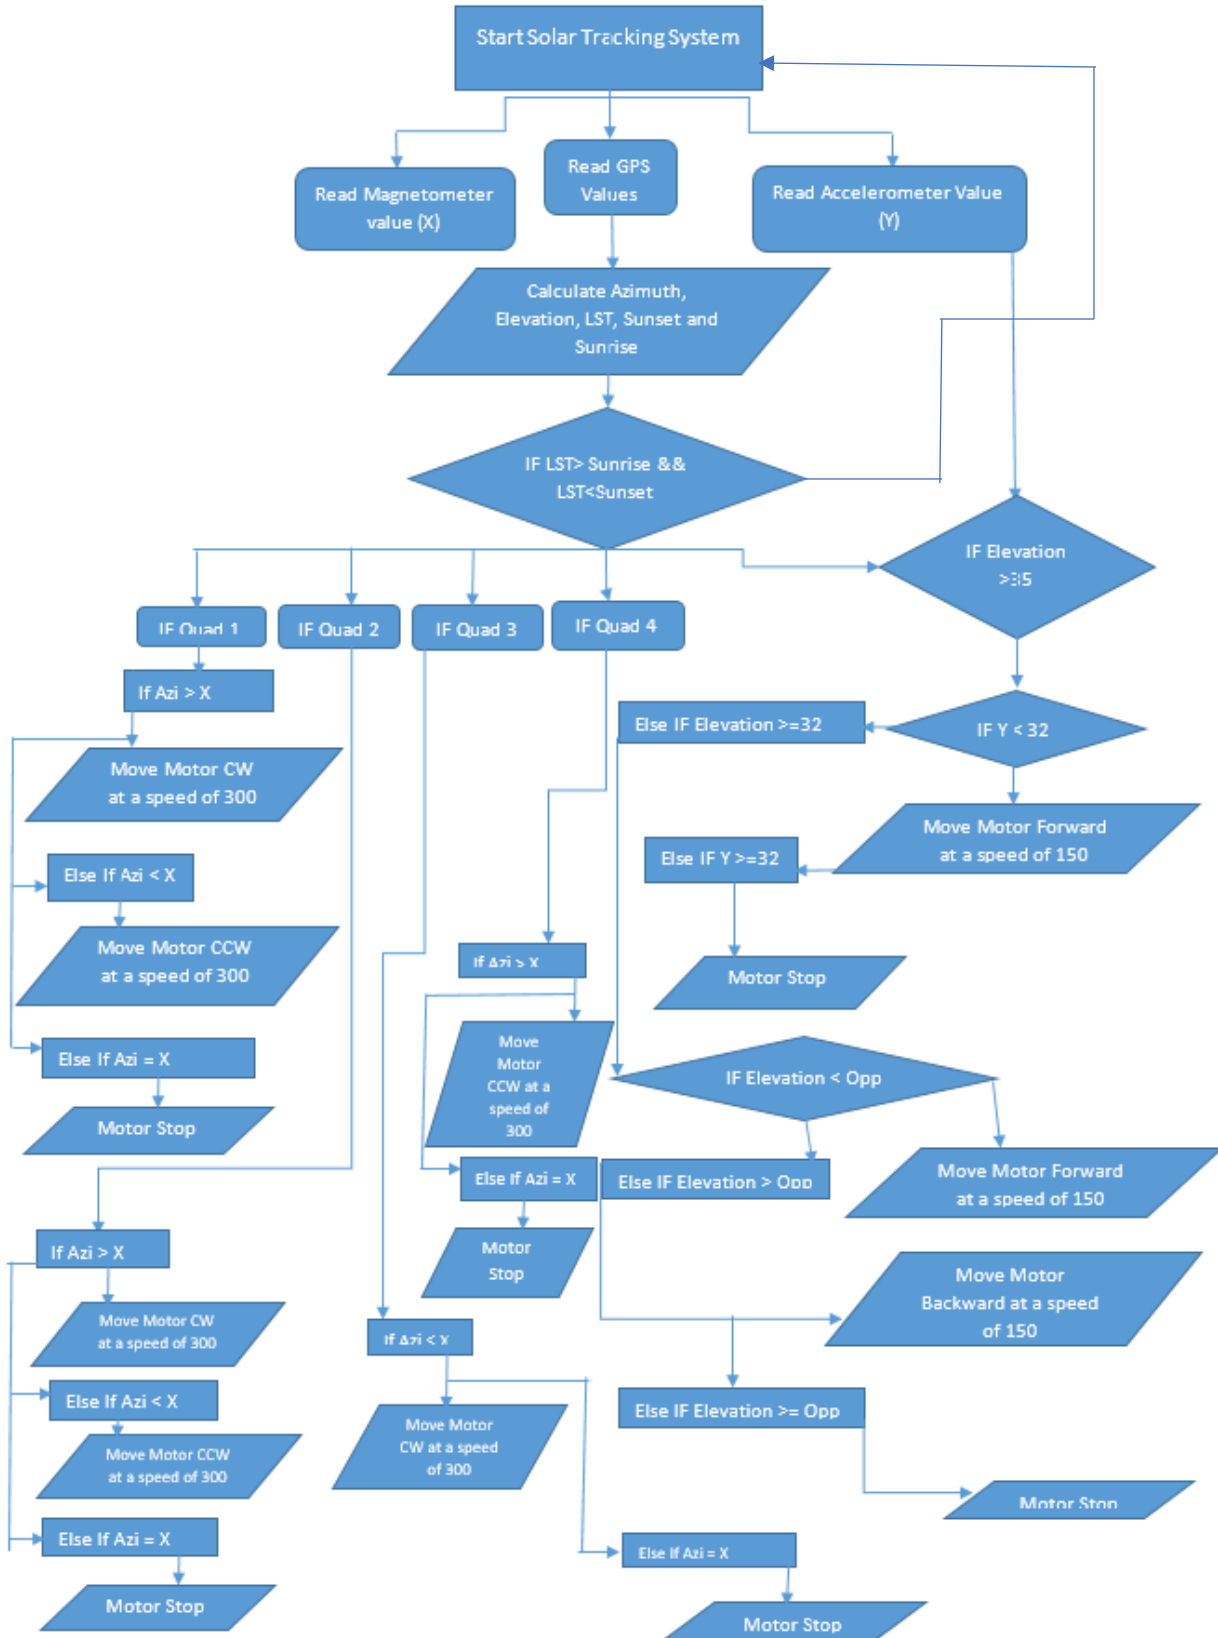 Start Solar Tracking System
Read Magnetometer
value (X)
Read GPS
Values
Read Accelerometer Value
(Y)
Calculate Azimuth,
Elevation, LST, Sunset and
Sunrise
IF LST> Sunrise &&
LST<Sunset
IF Elevation
>35
IF Quad 1
IF Quad 2
IF Quad 3
IF Quad 4
If Azi > X
Move Motor CW
at a speed of 300
Else If Azi < X
Move Motor CCW
at a speed of 300
Else If Azi = X
Motor Stop
If Azi > X
Move Motor CW
at a speed of 300
Else If Azi < X
Move Motor CCW
at a speed of 300
Else If Azi = X
Motor Stop
If Azi > X
Move
Motor
CCW at a
speed of
300
Else If Azi = X
Motor
Stop
If Azi < X
Move Motor
CW at a speed
of 300
Else If Azi = X
Motor Stop
IF Y < 32
Else IF Elevation >=32
Move Motor Forward
at a speed of 150
Else IF Y >=32
Motor Stop
IF Elevation < Opp
Else IF Elevation > Opp
Move Motor Forward
at a speed of 150
Move Motor
Backward at a speed
of 150
Else IF Elevation >= Opp
Motor Stop